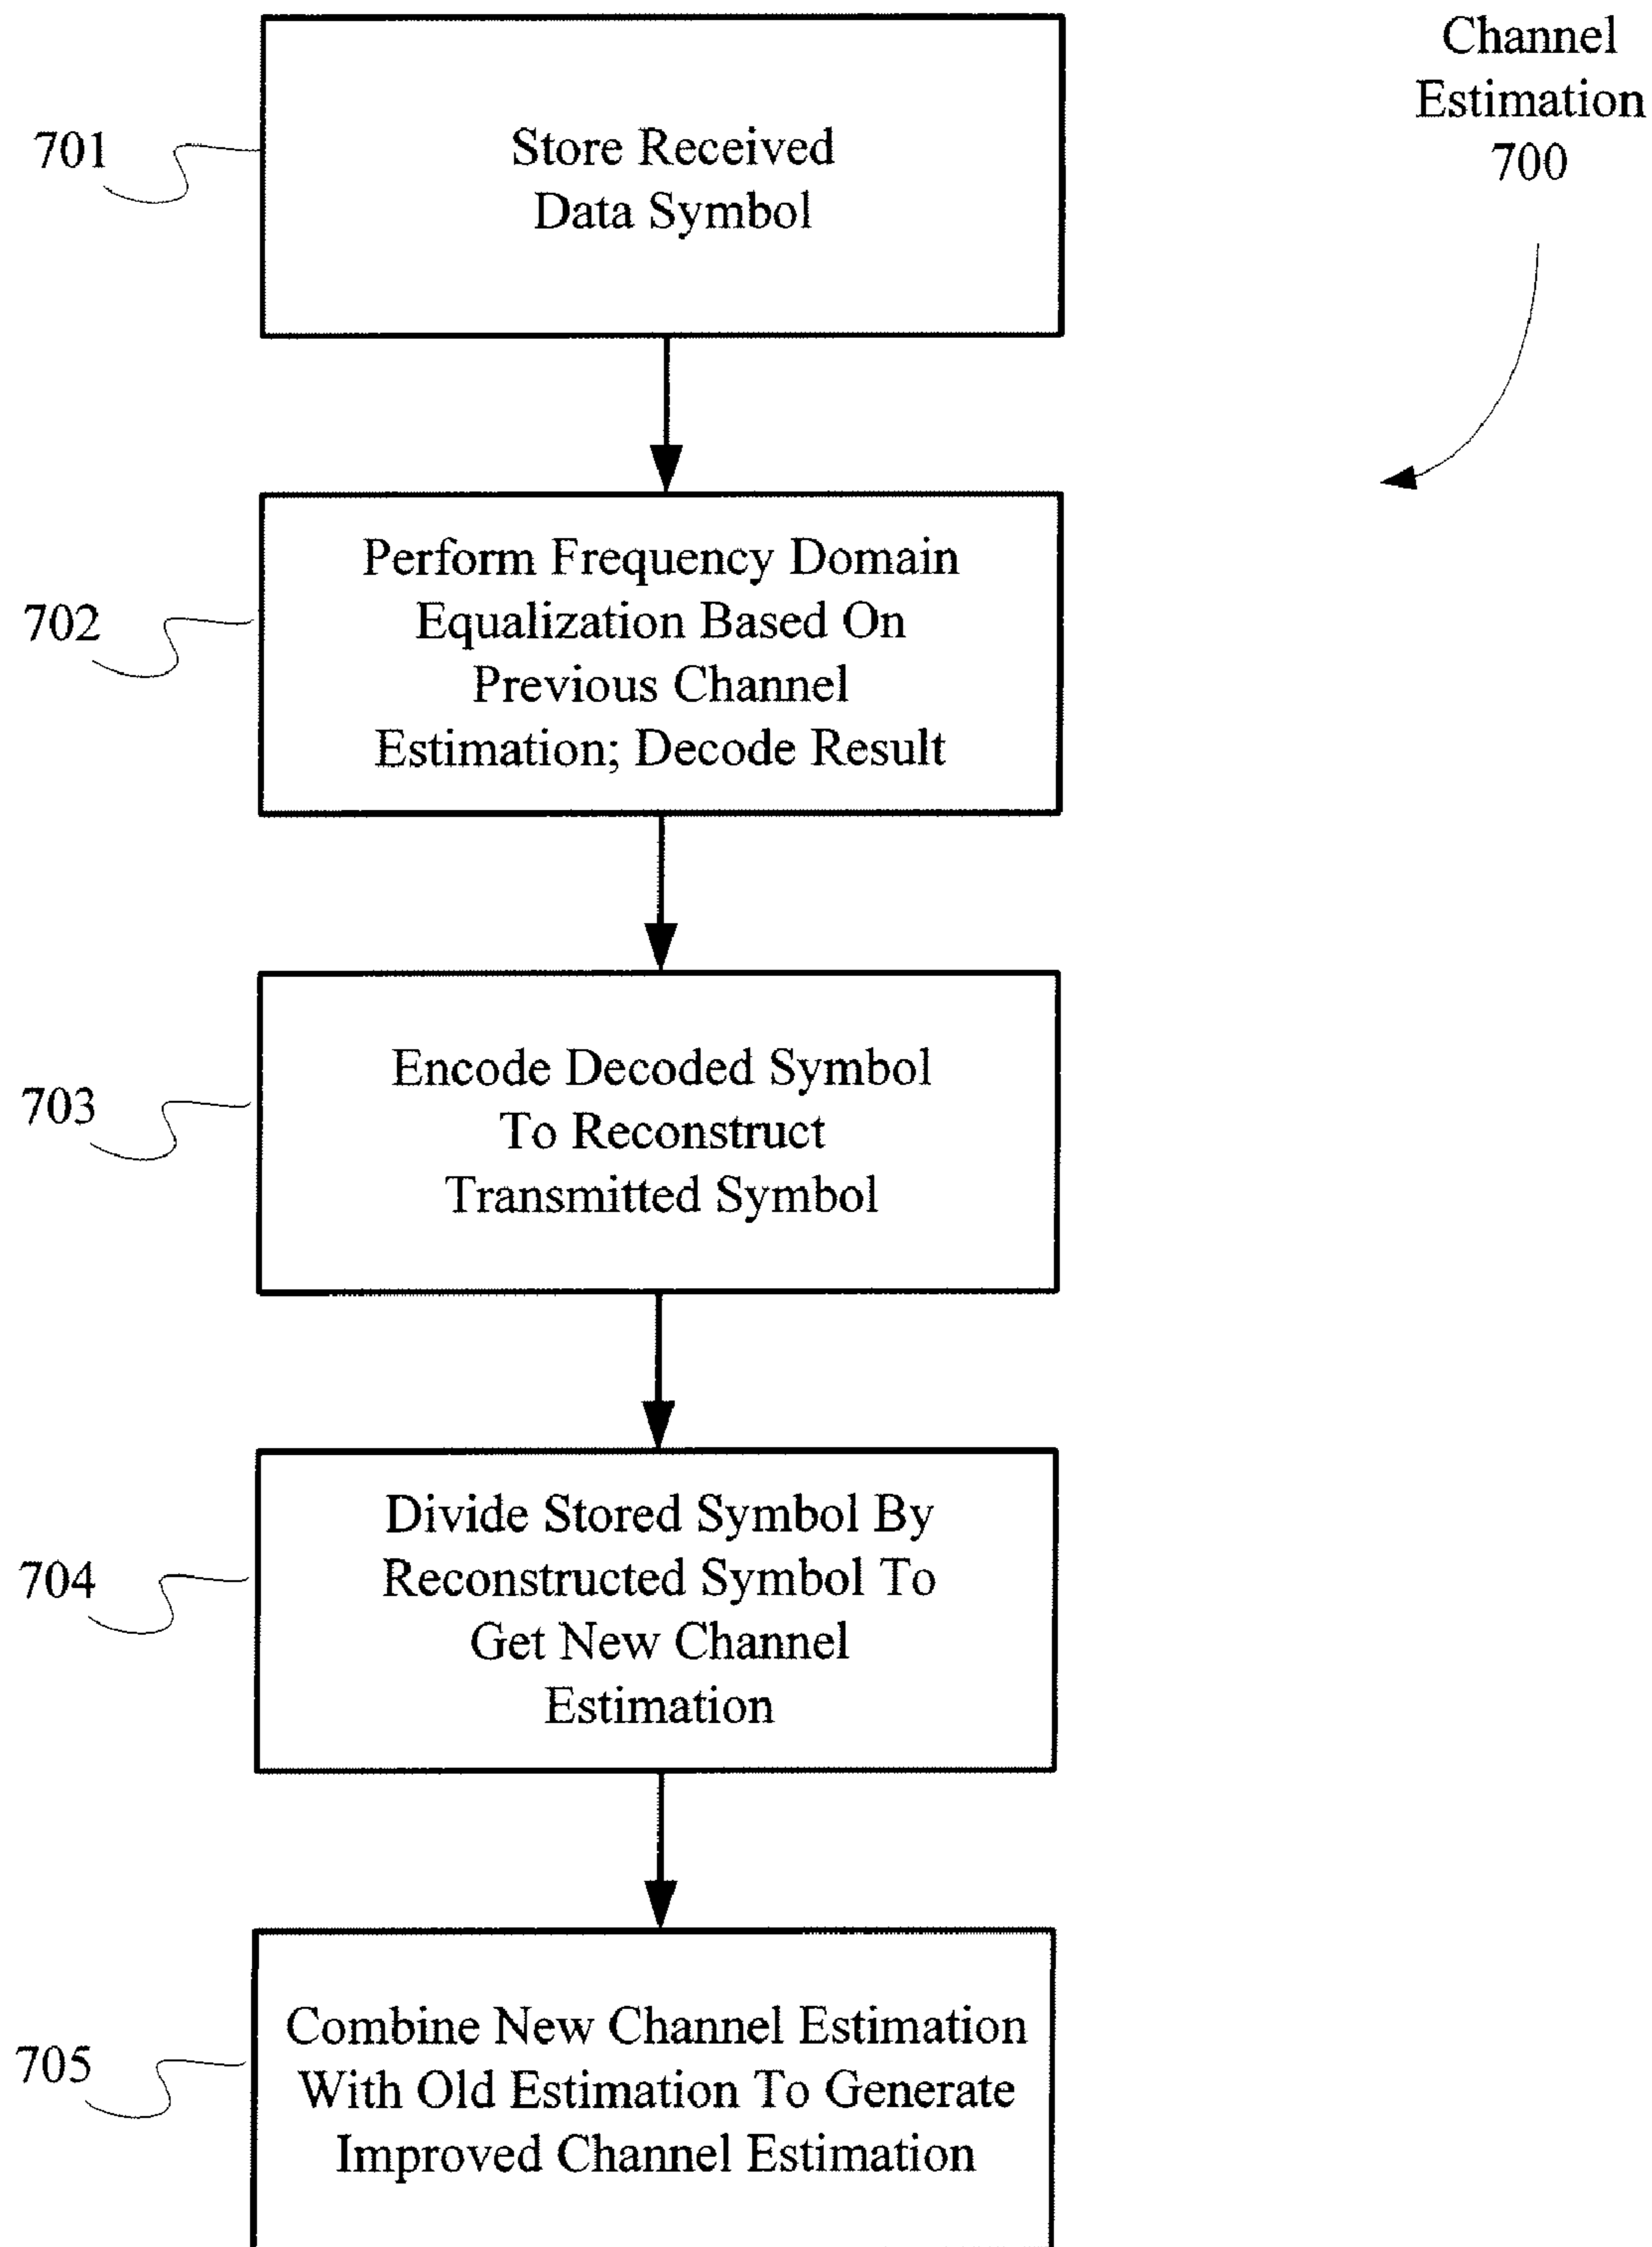 Channel
Estimation
700
701
Store Received
Data Symbol
702
Perform Frequency Domain
Equalization Based On
Previous Channel
Estimation; Decode Result
703
Encode Decoded Symbol
To Reconstruct
Transmitted Symbol
704
Divide Stored Symbol By
Reconstructed Symbol To
Get New Channel
Estimation
705
Combine New Channel Estimation
With Old Estimation To Generate
Improved Channel Estimation